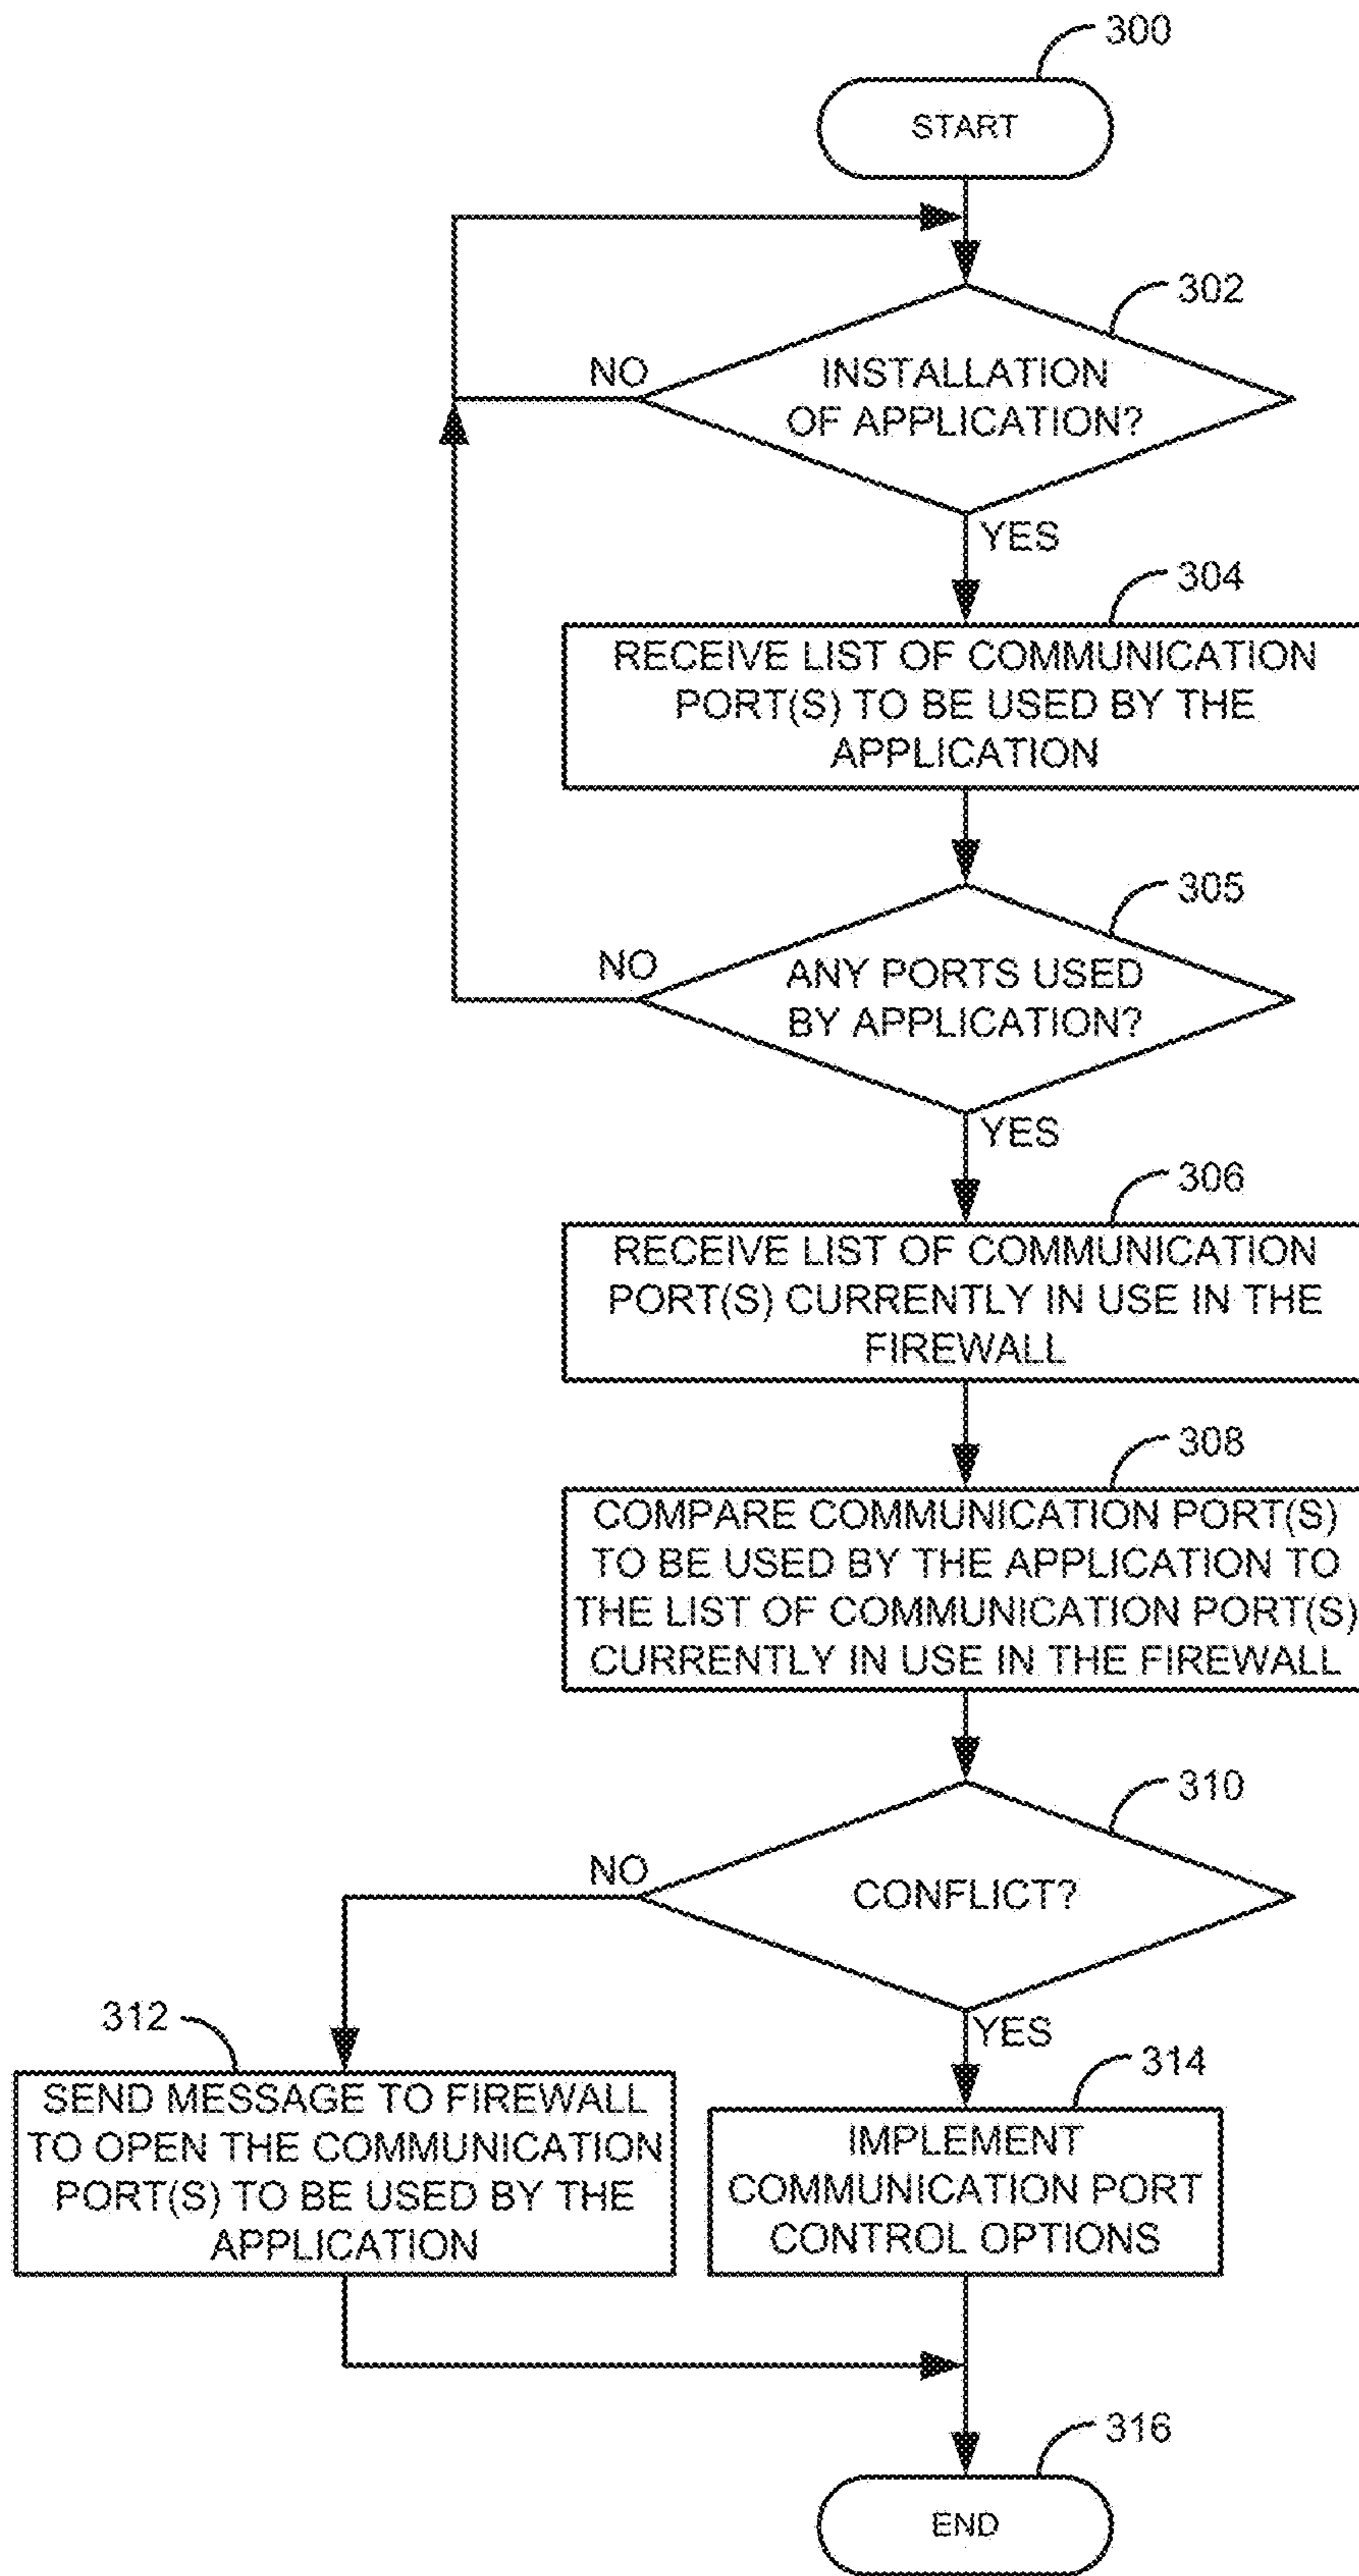 300
START
302
NO
INSTALLATION
OF APPLICATION?
YES
304
RECEIVE LIST OF COMMUNICATION
PORT(S) TO BE USED BY THE
APPLICATION
305
NO
ANY PORTS USED
BY APPLICATION?
YES
306
RECEIVE LIST OF COMMUNICATION
PORT(S) CURRENTLY IN USE IN THE
FIREWALL
308
COMPARE COMMUNICATION PORT(S)
TO BE USED BY THE APPLICATION TO
THE LIST OF COMMUNICATION PORT(S)
CURRENTLY IN USE IN THE FIREWALL
310
NO
CONFLICT?
YES
312
SEND MESSAGE TO FIREWALL
TO OPEN THE COMMUNICATION
PORT(S) TO BE USED BY THE
APPLICATION
314
IMPLEMENT
COMMUNICATION PORT
CONTROL OPTIONS
316
END